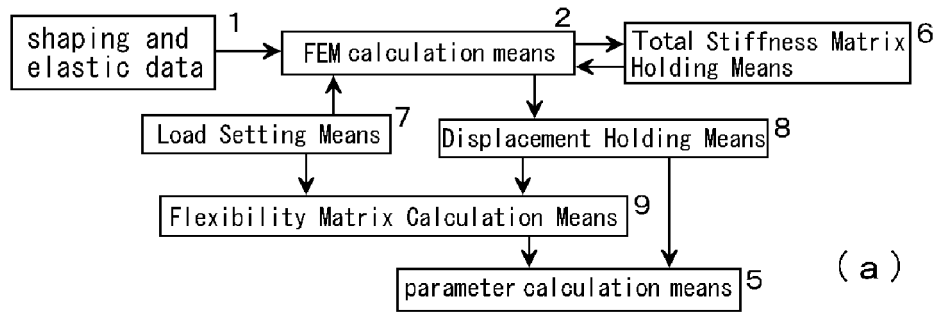 shaping and
elastic data
1
FEM calculation means
2
Total Stiffness Matrix
Holding Means
6
Load Setting Means
7
Displacement Holding Means
8
Flexibility Matrix Calculation Means
9
parameter calculation means
5
(a)